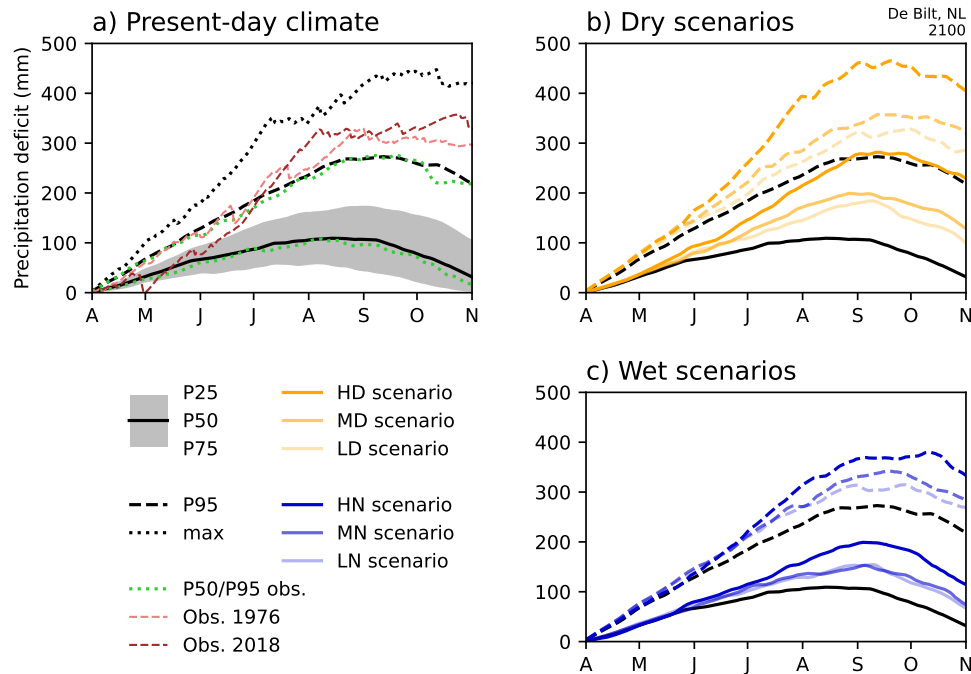 a) Present-day climate
b) Dry scenarios
De Bilt, NL
2100
Precipitation deficit (mm)
500
400
300
200
100
0
A M J J A S O N
500
400
300
200
100
0
A M J J A S O N
P25
P50
P75
P95
max
P50/P95 obs.
Obs. 1976
Obs. 2018
HD scenario
MD scenario
LD scenario
HN scenario
MN scenario
LN scenario
c) Wet scenarios
500
400
300
200
100
0
A M J J A S O N